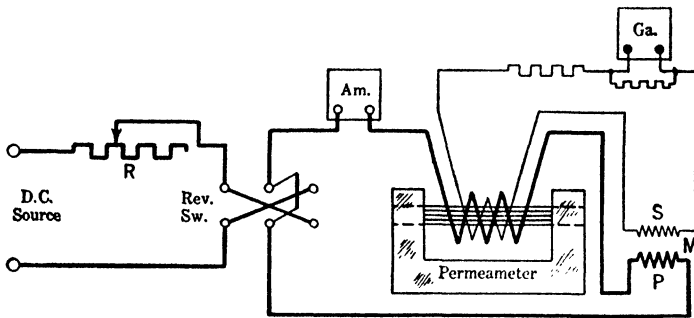 Ga.
Am.
R
D.C.
Source
Rev.
Sw.
S
M
Permeameter
P